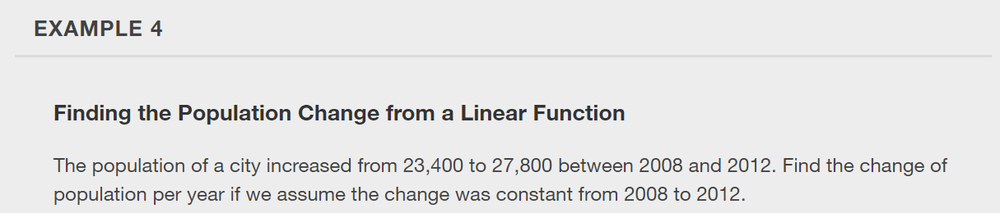 EXAMPLE 4
Finding the Population Change from a Linear Function
The population of a city increased from 23,400 to 27,800 between 2008 and 2012. Find the change of
population per year if we assume the change was constant from 2008 to 2012.